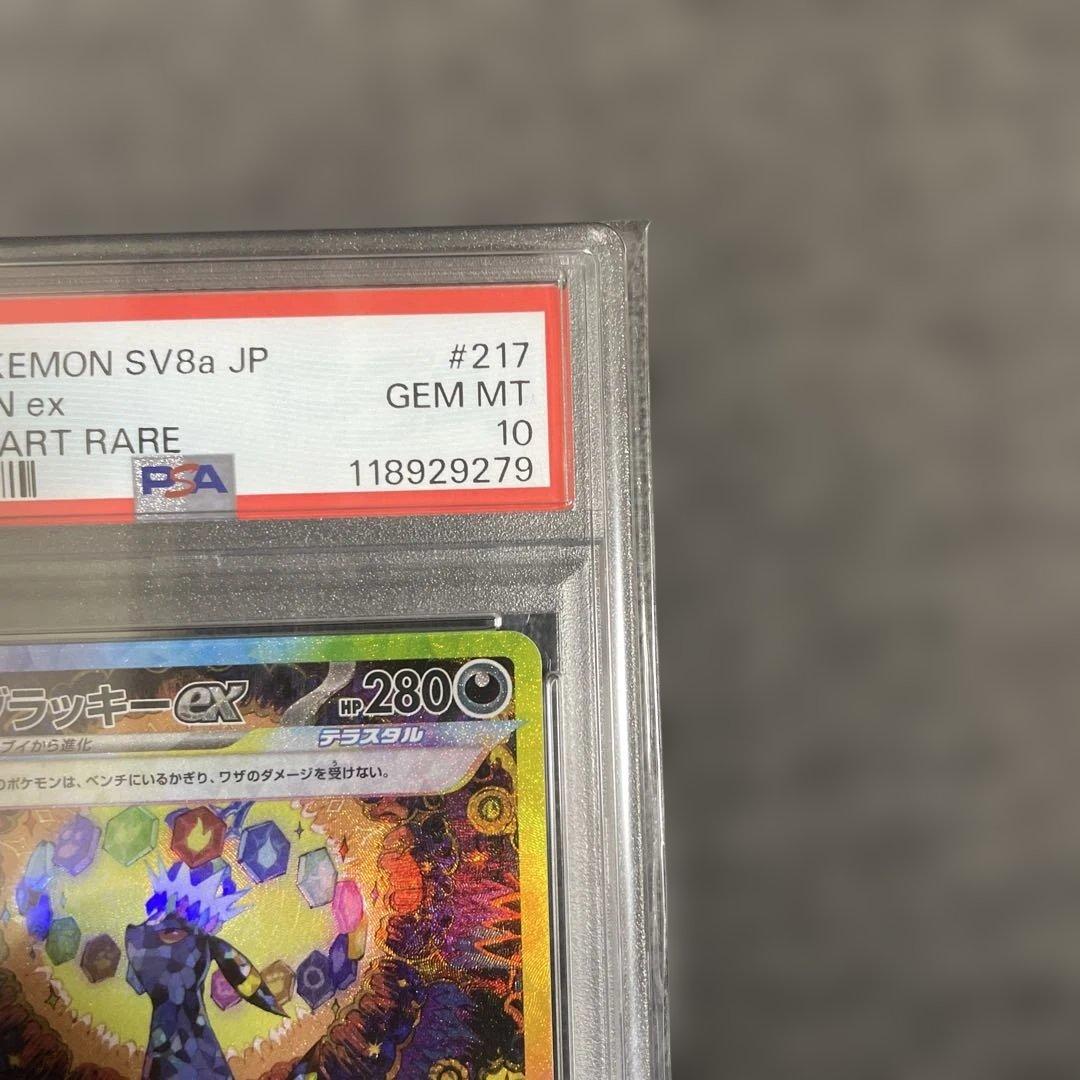 KEMON SV8a JP #217
N ex GEM MT
ART RARE 10
PSA 118929279
ブラッキーex HP280
ブイから進化 テラスタル
のポケモンは、ベンチにいるかぎり、ワザのダメージを受けない。